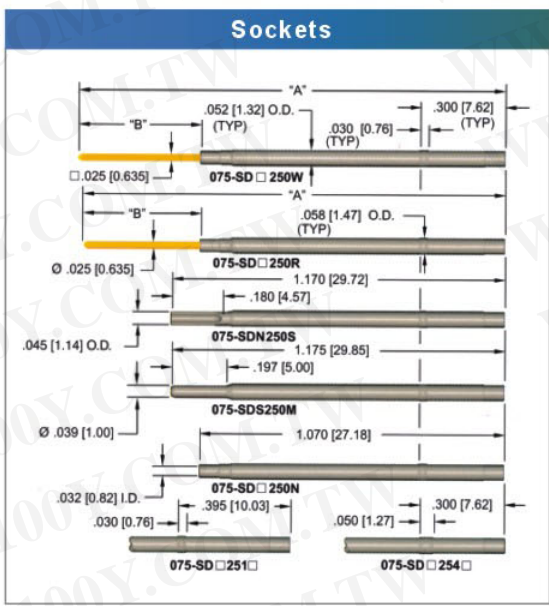 Sockets
"A"
"B"
.052 [1.32] O.D.
(TYP)
.300 [7.62]
(TYP)
.030 [0.76]
(TYP)
□.025 [0.635]
075-SD□250W
"A"
"B"
.058 [1.47] O.D.
(TYP)
Ø .025 [0.635]
075-SD□250R
1.170 [29.72]
.180 [4.57]
.045 [1.14] O.D.
075-SDN250S
1.175 [29.85]
.197 [5.00]
075-SDS250M
Ø .039 [1.00]
1.070 [27.18]
075-SD□250N
.032 [0.82] I.D.
.395 [10.03]
.030 [0.76]
075-SD□251□
.300 [7.62]
.050 [1.27]
075-SD□254□